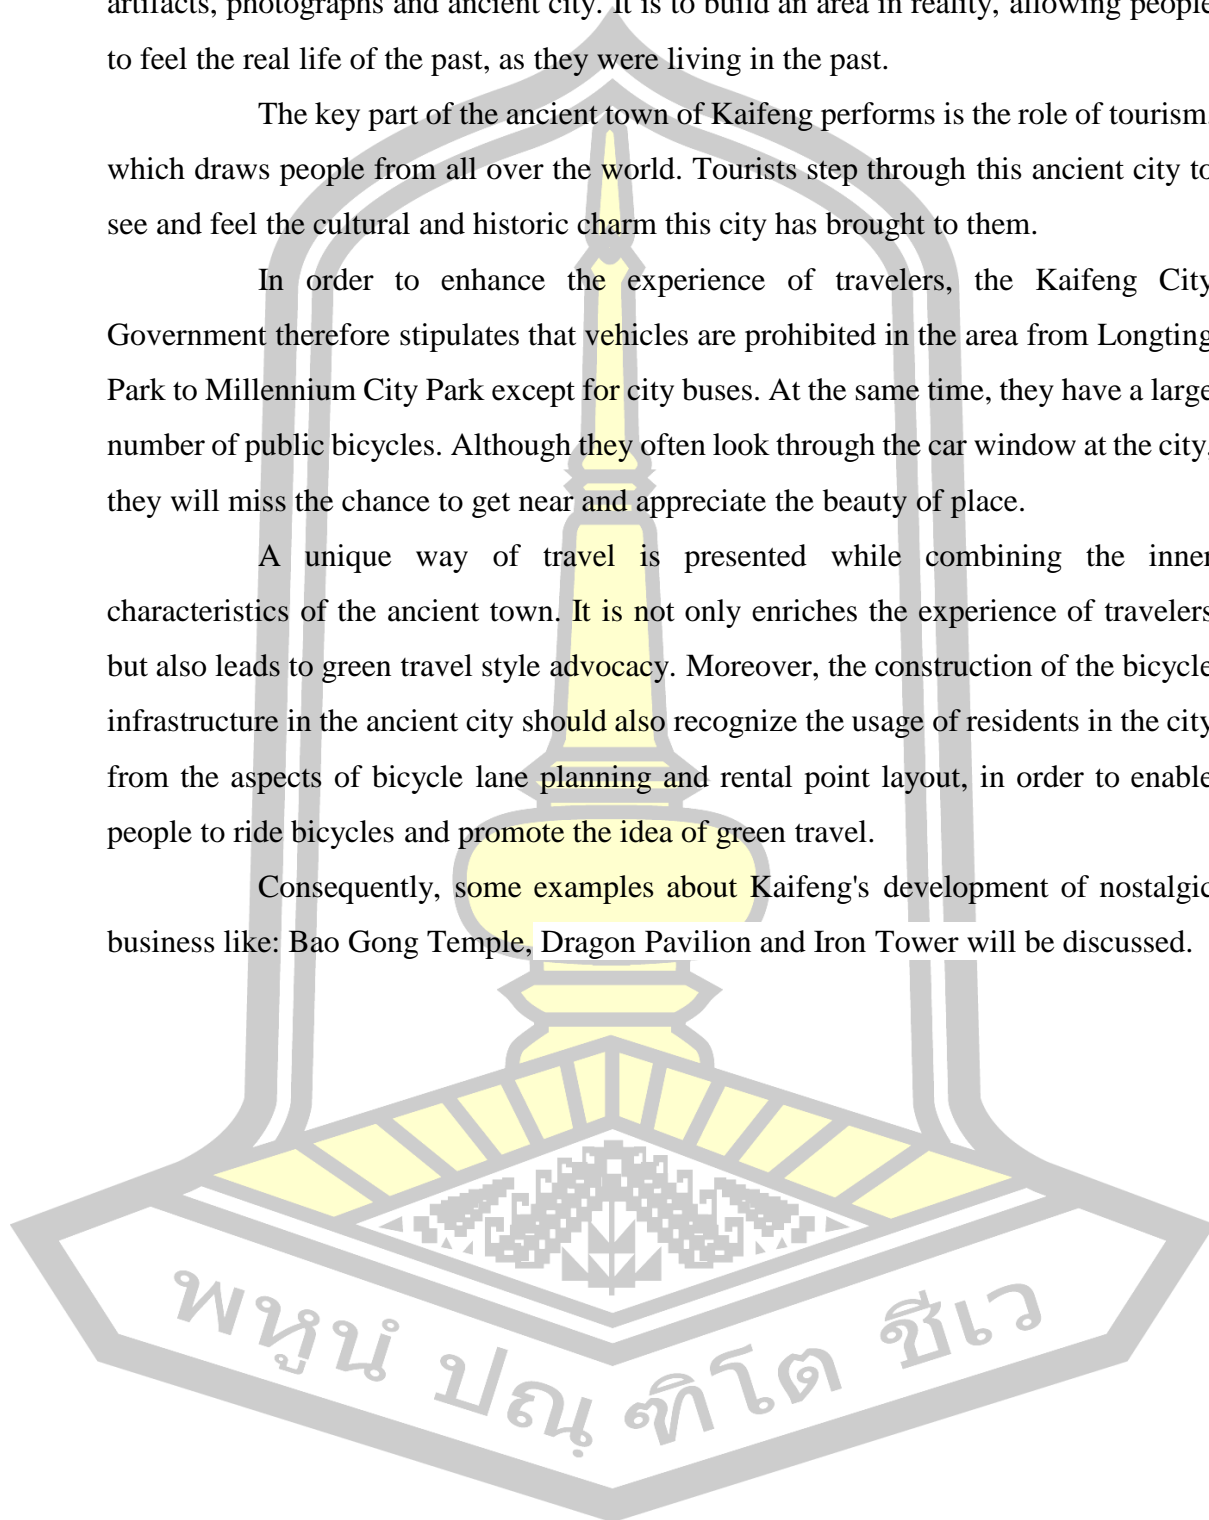 artifacts, photographs and ancient city. It is to build an area in reality, allowing people
to feel the real life of the past, as they were living in the past.
The key part of the ancient town of Kaifeng performs is the role of tourism,
which draws people from all over the world. Tourists step through this ancient city to
see and feel the cultural and historic charm this city has brought to them.
In order to enhance the experience of travelers, the Kaifeng City
Government therefore stipulates that vehicles are prohibited in the area from Longting
Park to Millennium City Park except for city buses. At the same time, they have a large
number of public bicycles. Although they often look through the car window at the city,
they will miss the chance to get near and appreciate the beauty of place.
A unique way of travel is presented while combining the inner
characteristics of the ancient town. It is not only enriches the experience of travelers
but also leads to green travel style advocacy. Moreover, the construction of the bicycle
infrastructure in the ancient city should also recognize the usage of residents in the city
from the aspects of bicycle lane planning and rental point layout, in order to enable
people to ride bicycles and promote the idea of green travel.
Consequently, some examples about Kaifeng's development of nostalgic
business like: Bao Gong Temple, Dragon Pavilion and Iron Tower will be discussed.
พหูนํ ปณฺฑิโต ชีเว